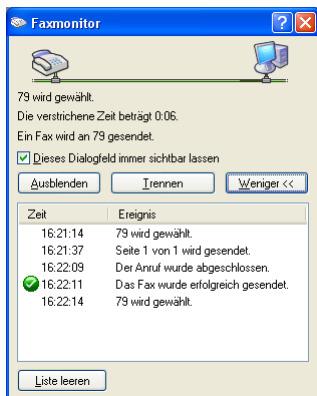 Faxmonitor
79 wird gewählt.
Die verstrichene Zeit beträgt 0:06.
Ein Fax wird an 79 gesendet.
Dieses Dialogfeld immer sichtbar lassen
Ausblenden Trennen Weniger <<
Zeit Ereignis
16:21:14 79 wird gewählt.
16:21:37 Seite 1 von 1 wird gesendet.
16:22:09 Der Anruf wurde abgeschlossen.
16:22:11 Das Fax wurde erfolgreich gesendet.
16:22:14 79 wird gewählt.
Liste leeren